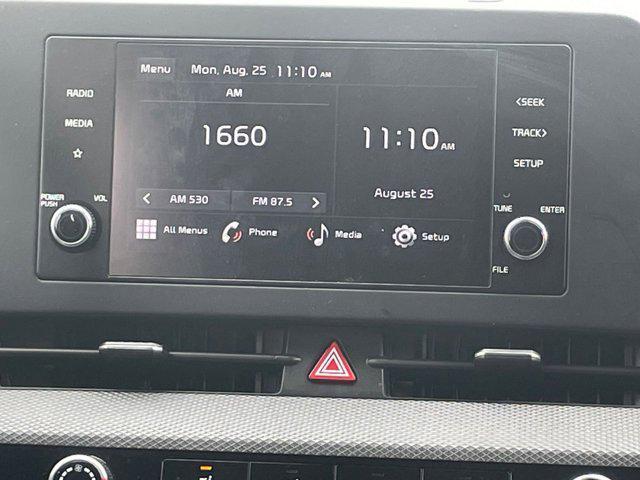 RADIO
MEDIA
POWER
PUSH
VOL
Menu Mon, Aug. 25 11:10 AM
AM
1660
AM 530 FM 87.5
11:10 AM
August 25
All Menus Phone Media Setup
<SEEK
TRACK>
SETUP
TUNE ENTER
FILE